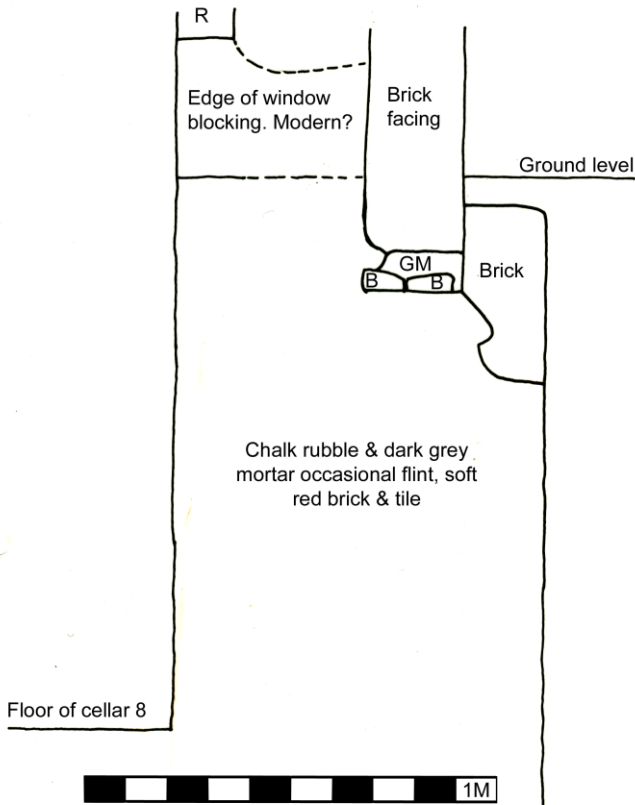 R
Edge of window
blocking. Modern?
Brick
facing
Ground level
GM
B
B
Brick
Chalk rubble & dark grey
mortar occasional flint, soft
red brick & tile
Floor of cellar 8
1M